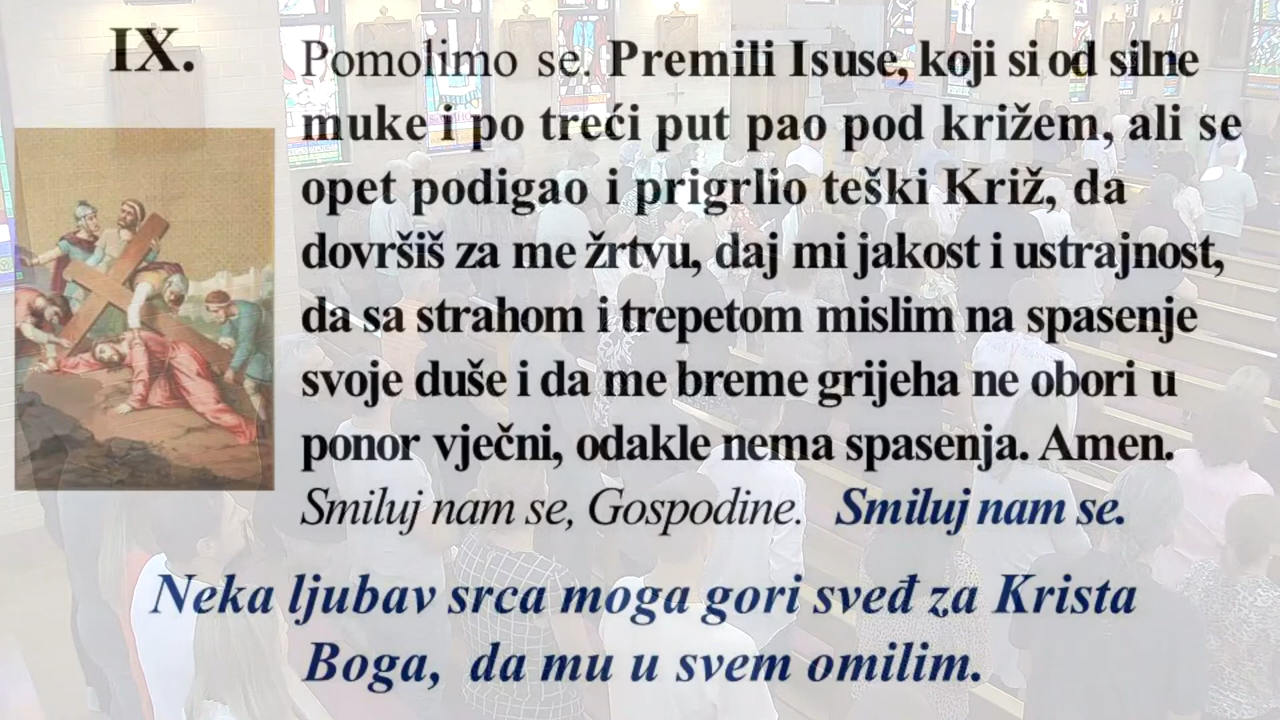 IX.
Pomolimo se. Premili Isuse, koji si od silne
muke i po treći put pao pod križem, ali se
opet podigao i prigrlio teški Križ, da
dovršiš za me žrtvu, daj mi jakost i ustrajnost,
da sa strahom i trepetom mislim na spasenje
svoje duše i da me breme grijeha ne obori u
ponor vječni, odakle nema spasenja. Amen.
Smiluj nam se, Gospodine. Smiluj nam se.
Neka ljubav srca moga gori sveđ za Krista
Boga, da mu u svem omilim.